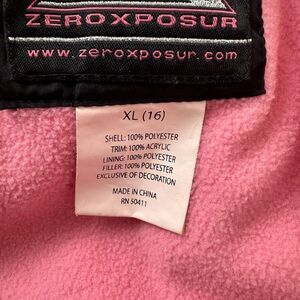 ZEROXPOSUR
www.zeroxposur.com
XL (16)
SHELL: 100% POLYESTER
TRIM: 100% ACRYLIC
LINING: 100% POLYESTER
FILLER: 100% POLYESTER
EXCLUSIVE OF DECORATION
MADE IN CHINA
RN 50411